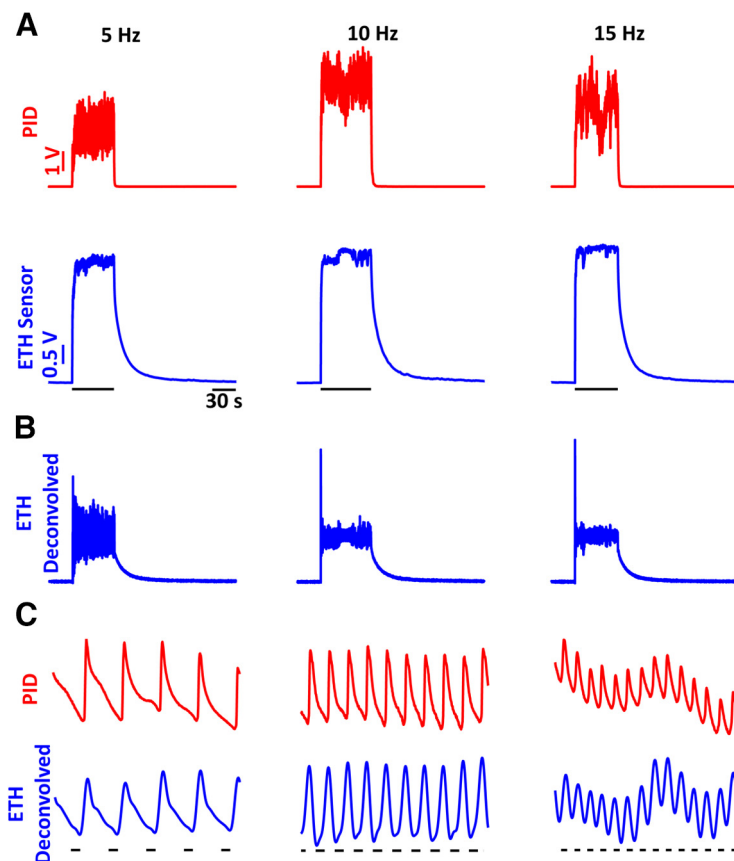 A
5 Hz
10 Hz
15 Hz
PID
1 V
ETH Sensor
0.5 V
30 s
B
ETH
Deconvolved
C
PID
ETH
Deconvolved